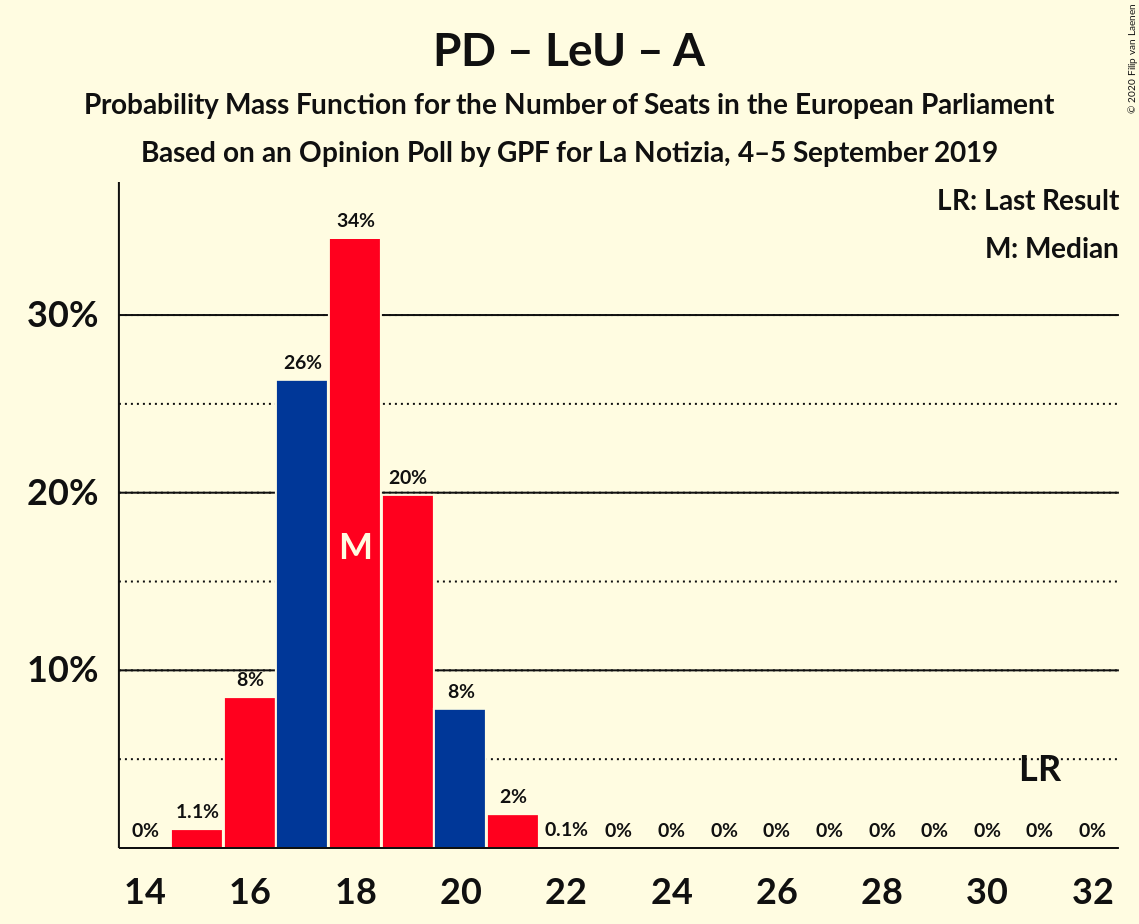 PD – LeU – A
Probability Mass Function for the Number of Seats in the European Parliament
Based on an Opinion Poll by GPF for La Notizia, 4–5 September 2019
© 2020 Filip van Laenen
LR: Last Result
M: Median
34%
30%
26%
20%
20%
M
10%
8%
8%
LR
2%
1.1%
0% 0.1% 0% 0% 0% 0% 0% 0% 0% 0% 0% 0%
14 16 18 20 22 24 26 28 30 32